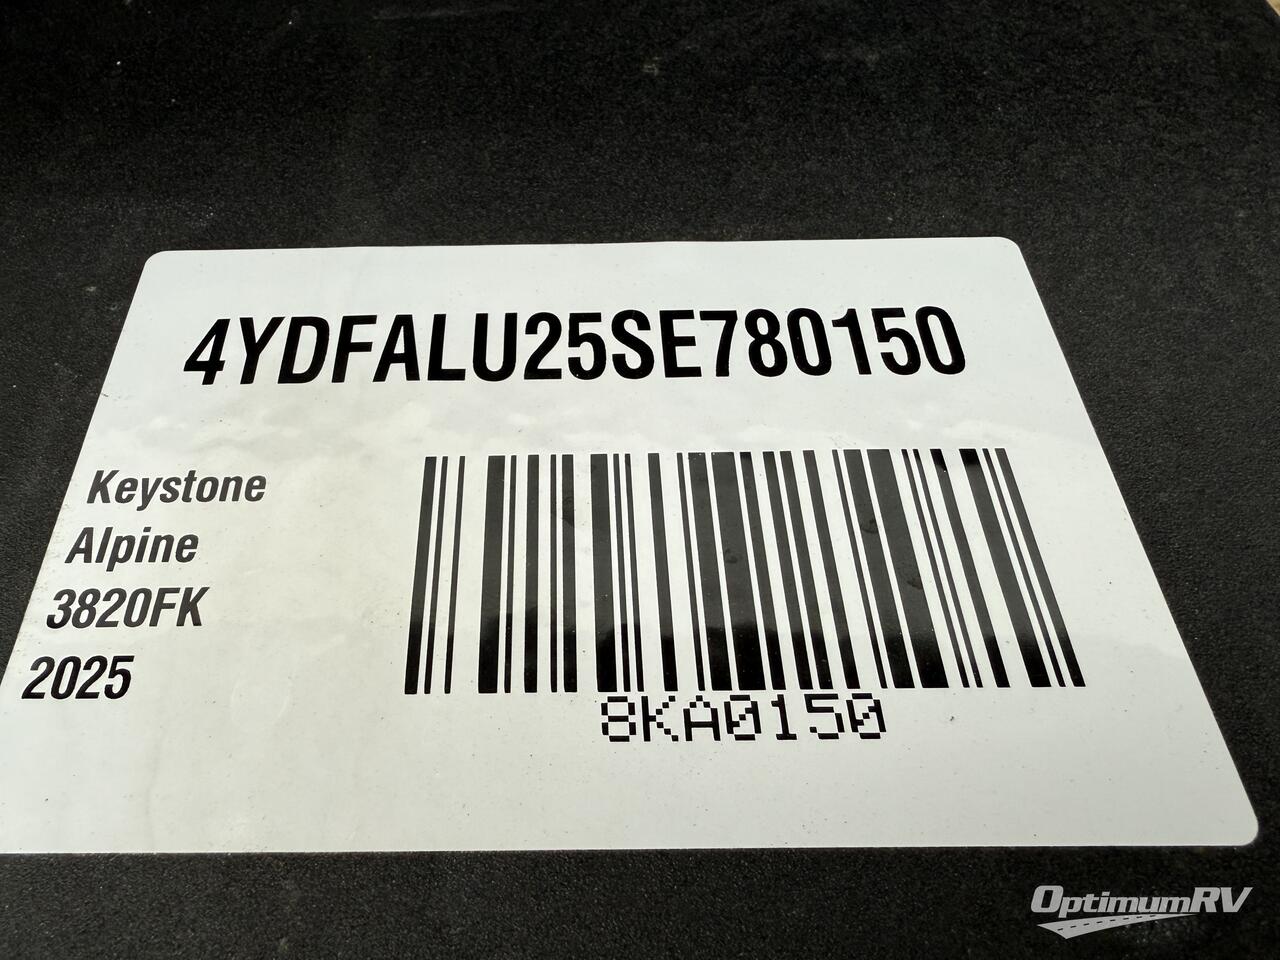 4YDFALU25SE780150
Keystone
Alpine
3820FK
2025
8KA0150
OptimumRV